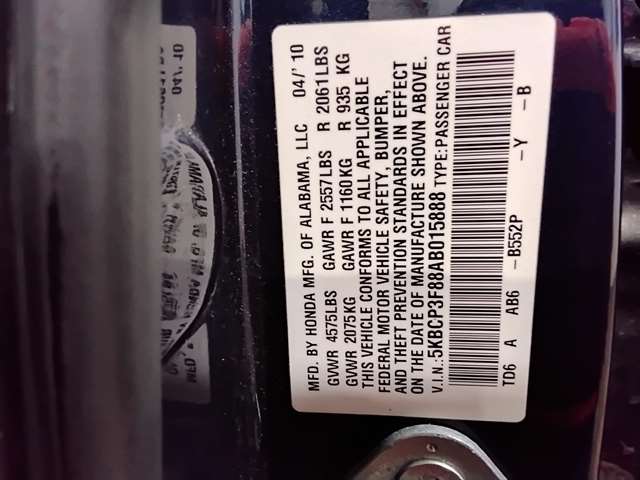 MFD. BY HONDA MFG. OF ALABAMA, LLC 04/'10
GVWR 4575LBS GAWR F 2557LBS R 2061LBS
GVWR 2075KG GAWR F 1160KG R 935 KG
THIS VEHICLE CONFORMS TO ALL APPLICABLE
FEDERAL MOTOR VEHICLE SAFETY, BUMPER,
AND THEFT PREVENTION STANDARDS IN EFFECT
ON THE DATE OF MANUFACTURE SHOWN ABOVE.
V.I.N.: 5KBCP3F88AB015888 TYPE: PASSENGER CAR
TD6 A AB6 -B552P -Y -B
04/'10